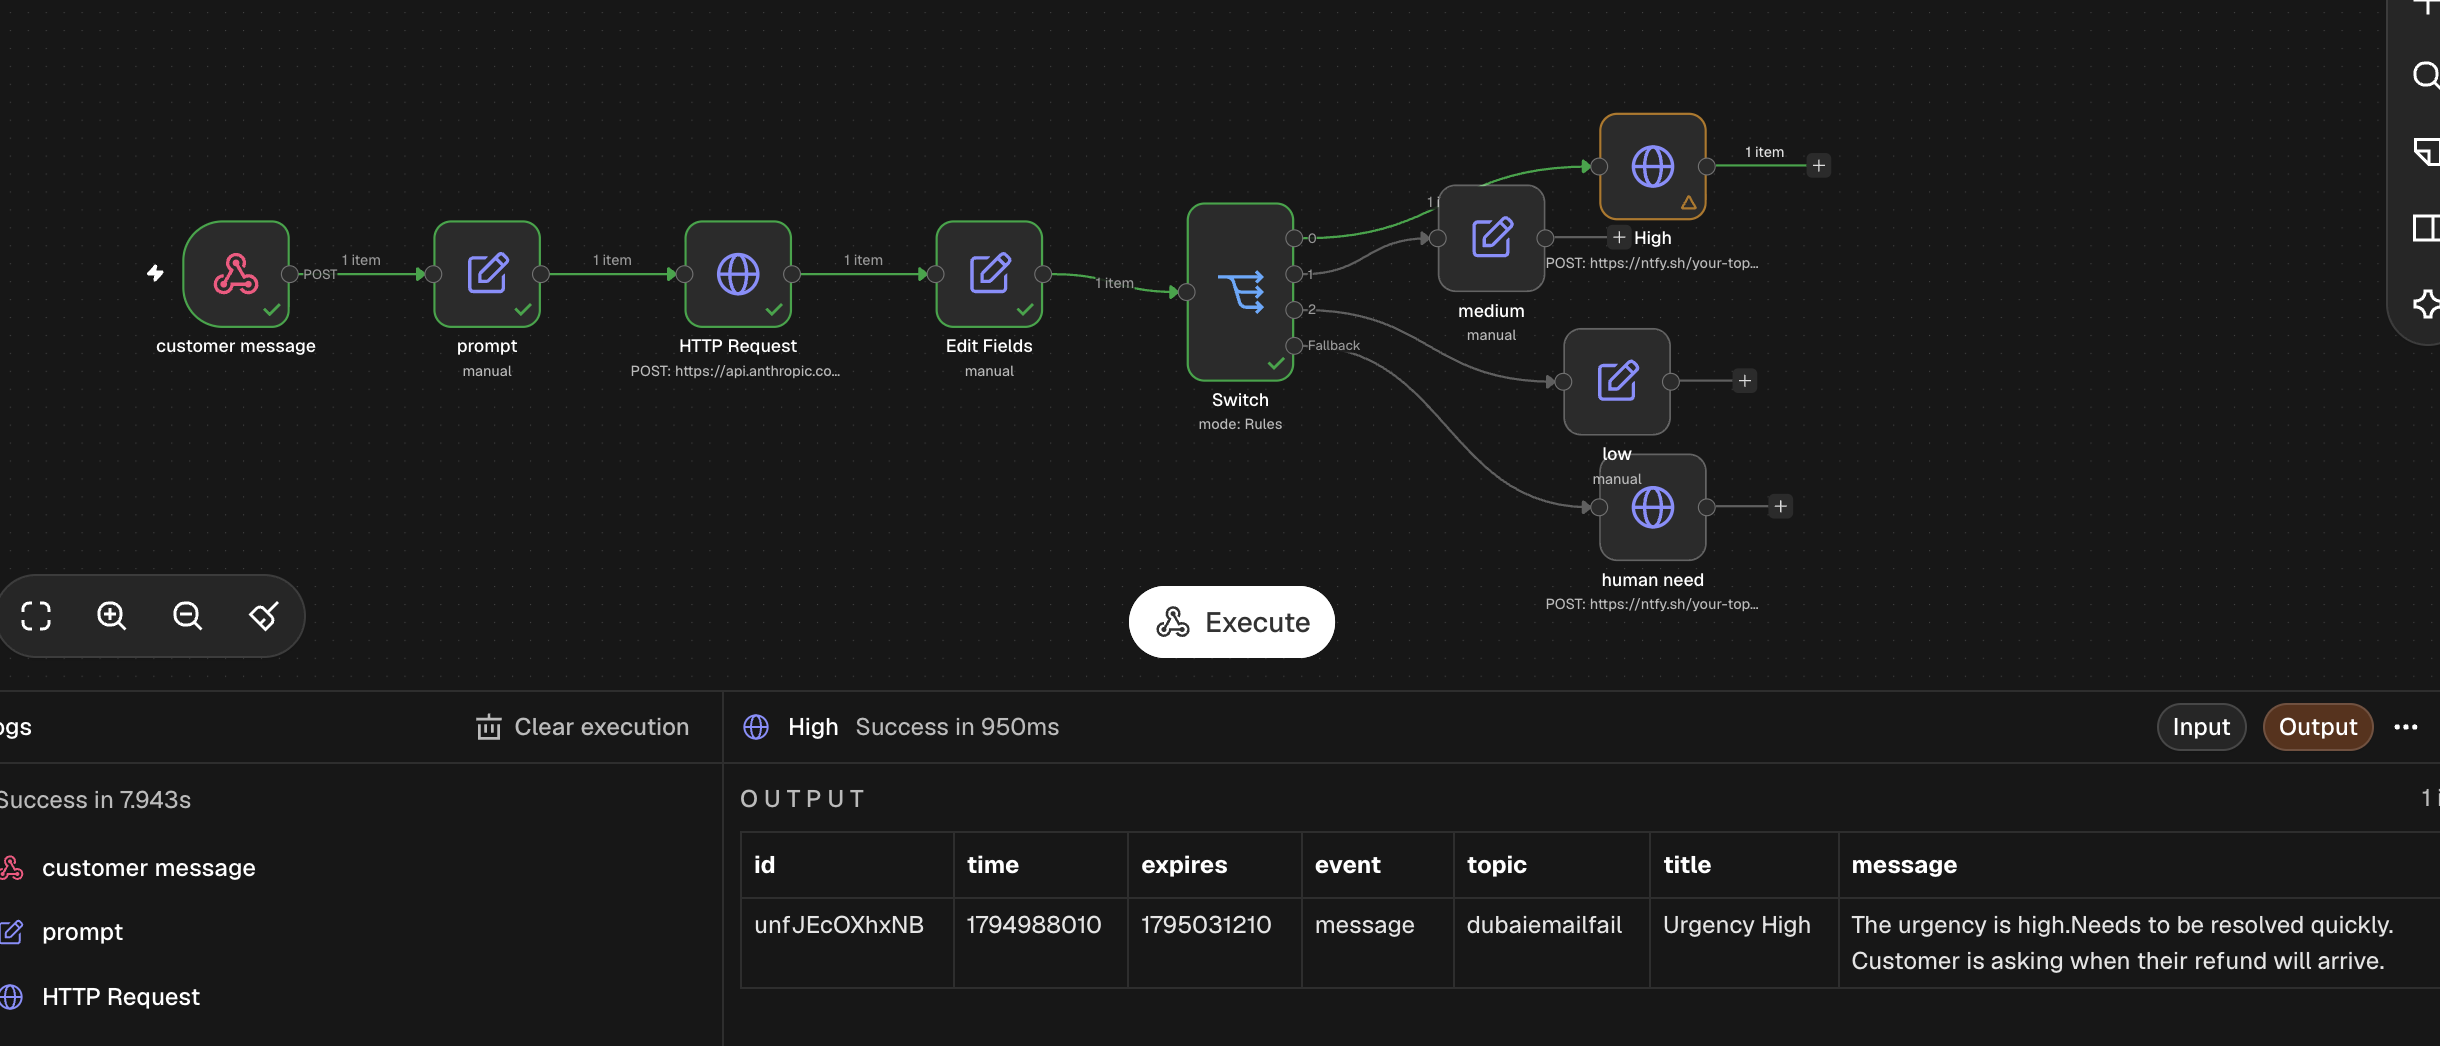 1 item
1 i
0
High
POST: https://ntfy.sh/your-top...
POST
1 item
1 item
1 item
1 item
1
2
Fallback
medium
manual
customer message
prompt
manual
HTTP Request
POST: https://api.anthropic.co...
Edit Fields
manual
Switch
mode: Rules
low
manual
human need
POST: https://ntfy.sh/your-top...
Execute
ogs
Clear execution
High Success in 950ms
Input
Output
Success in 7.943s
OUTPUT
1 i
customer message
prompt
HTTP Request
id time expires event topic title message
unfJEcOXhxNB 1794988010 1795031210 message dubaiemailfail Urgency High The urgency is high.Needs to be resolved quickly.
Customer is asking when their refund will arrive.